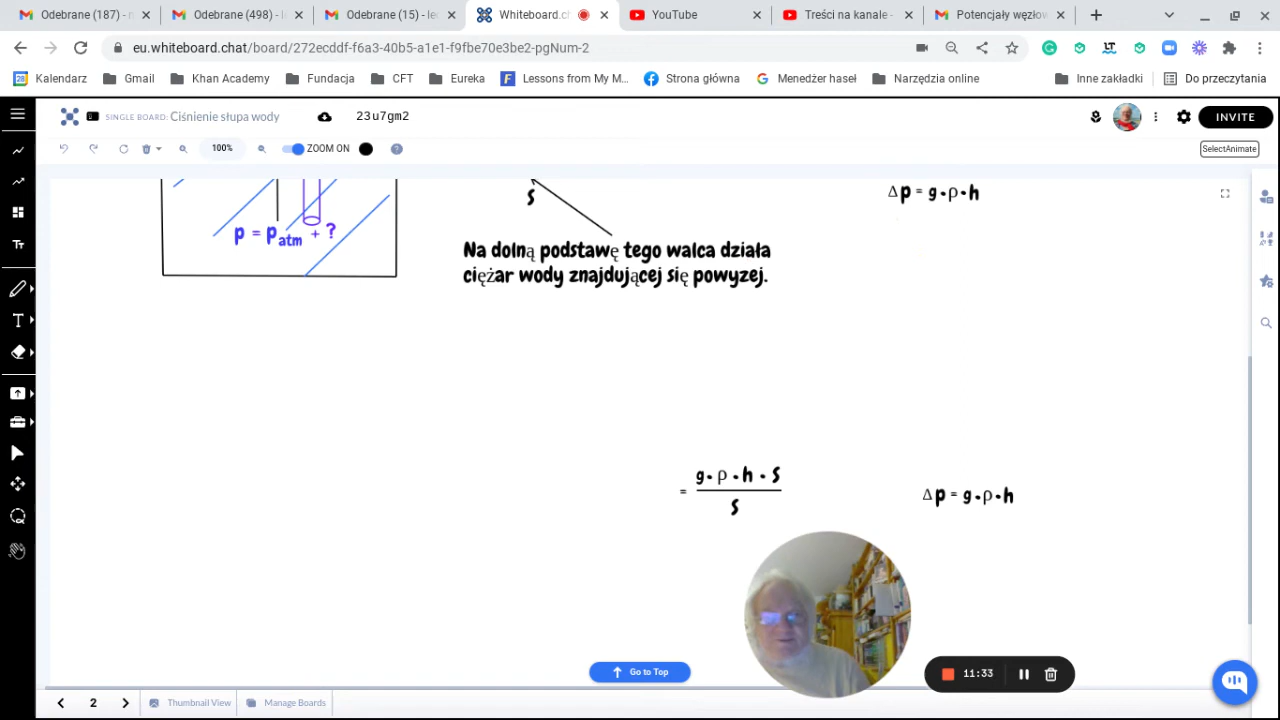 Odebrane (187) - n
Odebrane (498) - l
Odebrane (15) - lec
Whiteboard.ch
YouTube
Treści na kanale -
Potencjały węzłow
eu.whiteboard.chat/board/272ecddf-f6a3-40b5-a1e1-f9fbe70e3be2-pgNum-2
Kalendarz
Gmail
Khan Academy
Fundacja
CFT
Eureka
Lessons from My M...
Strona główna
Menedżer haseł
Narzędzia online
Inne zakładki
Do przeczytania
SINGLE BOARD: Ciśnienie słupa wody
23u7gm2
INVITE
100%
ZOOM ON
SelectAnimate
S
Δp = g·ρ·h
p = patm + ?
Na dolną podstawę tego walca działa
ciężar wody znajdującej się powyzej.
= g·ρ·h·S
S
Δp = g·ρ·h
Go to Top
11:33
2
Thumbnail View
Manage Boards